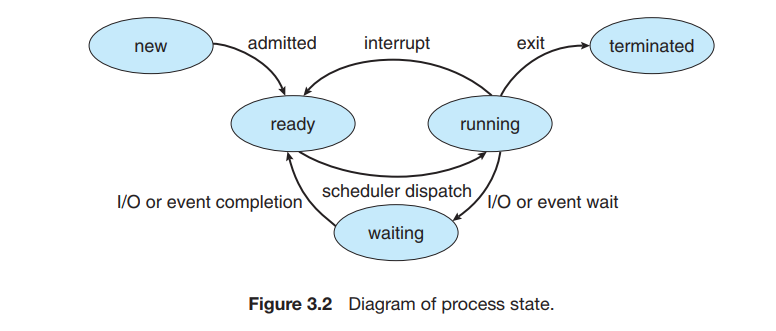 new
admitted
interrupt
exit
terminated
ready
running
scheduler dispatch
I/O or event completion
I/O or event wait
waiting
Figure 3.2 Diagram of process state.